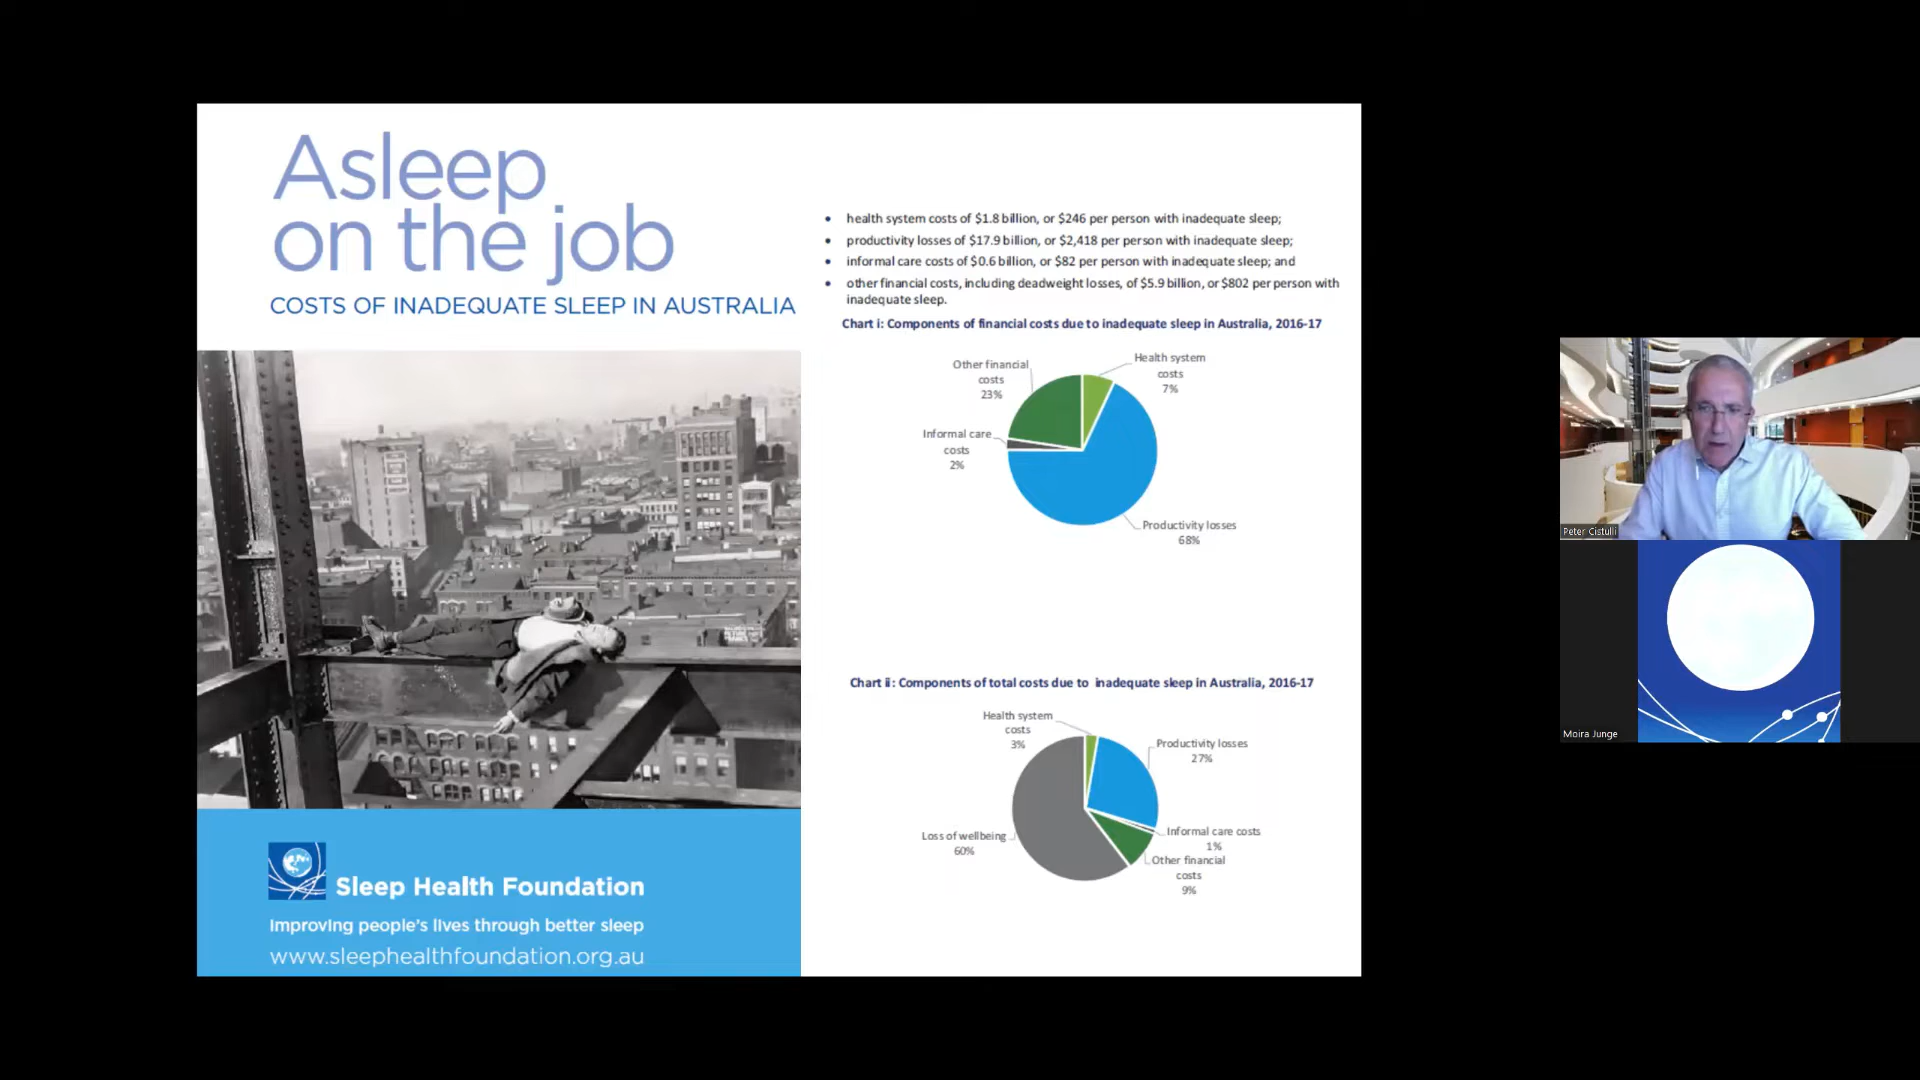 Asleep
on the job
COSTS OF INADEQUATE SLEEP IN AUSTRALIA
Sleep Health Foundation
Improving people's lives through better sleep
www.sleephealthfoundation.org.au
• health system costs of $1.8 billion, or $246 per person with inadequate sleep;
• productivity losses of $17.9 billion, or $2,418 per person with inadequate sleep;
• informal care costs of $0.6 billion, or $82 per person with inadequate sleep; and
• other financial costs, including deadweight losses, of $5.9 billion, or $802 per person with
inadequate sleep.
Chart i: Components of financial costs due to inadequate sleep in Australia, 2016-17
Other financial
costs
23%
Health system
costs
7%
Informal care
costs
2%
Productivity losses
68%
Chart ii: Components of total costs due to inadequate sleep in Australia, 2016-17
Health system
costs
3%
Productivity losses
27%
Loss of wellbeing
60%
Informal care costs
1%
Other financial
costs
9%
Peter Cistulli
Moira Junge